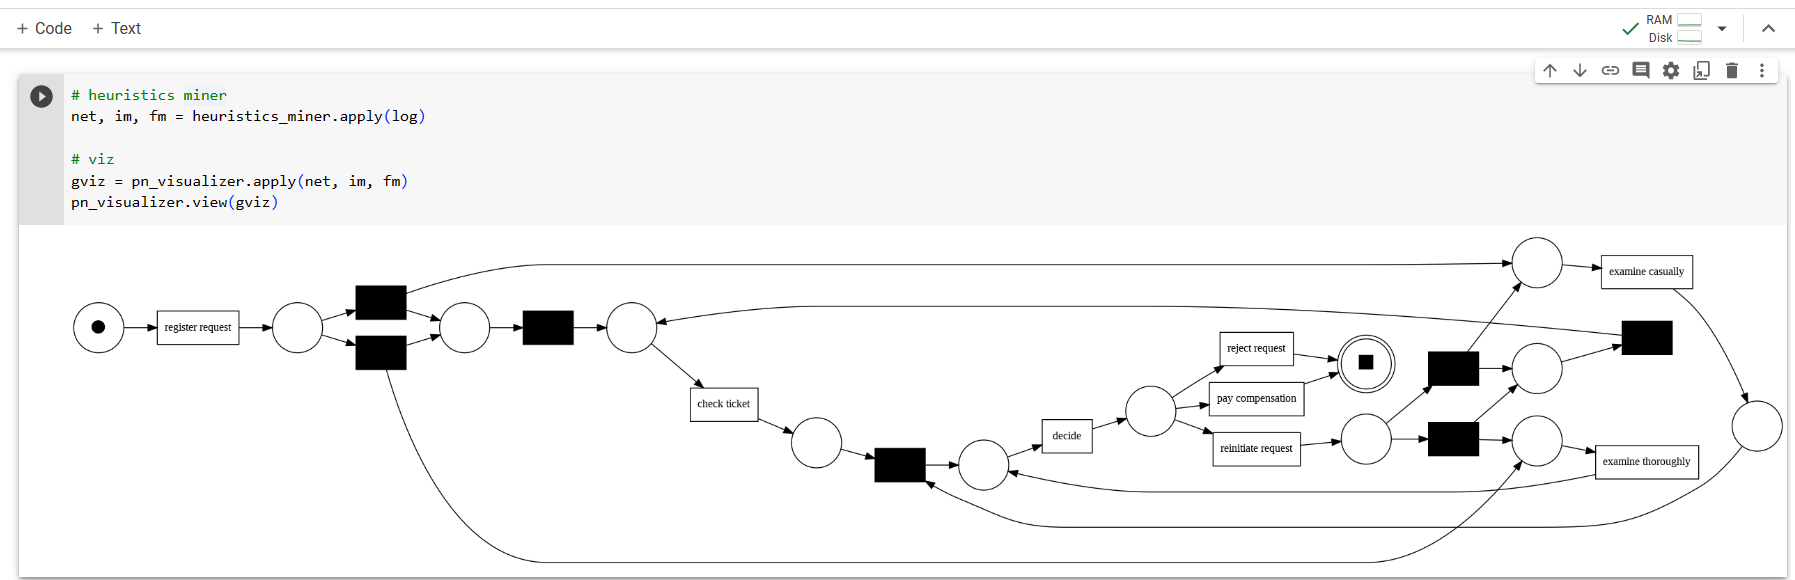 + Code + Text
RAM
Disk
# heuristics miner
net, im, fm = heuristics_miner.apply(log)
# viz
gviz = pn_visualizer.apply(net, im, fm)
pn_visualizer.view(gviz)
register request
check ticket
decide
reject request
pay compensation
reinitiate request
examine casually
examine thoroughly